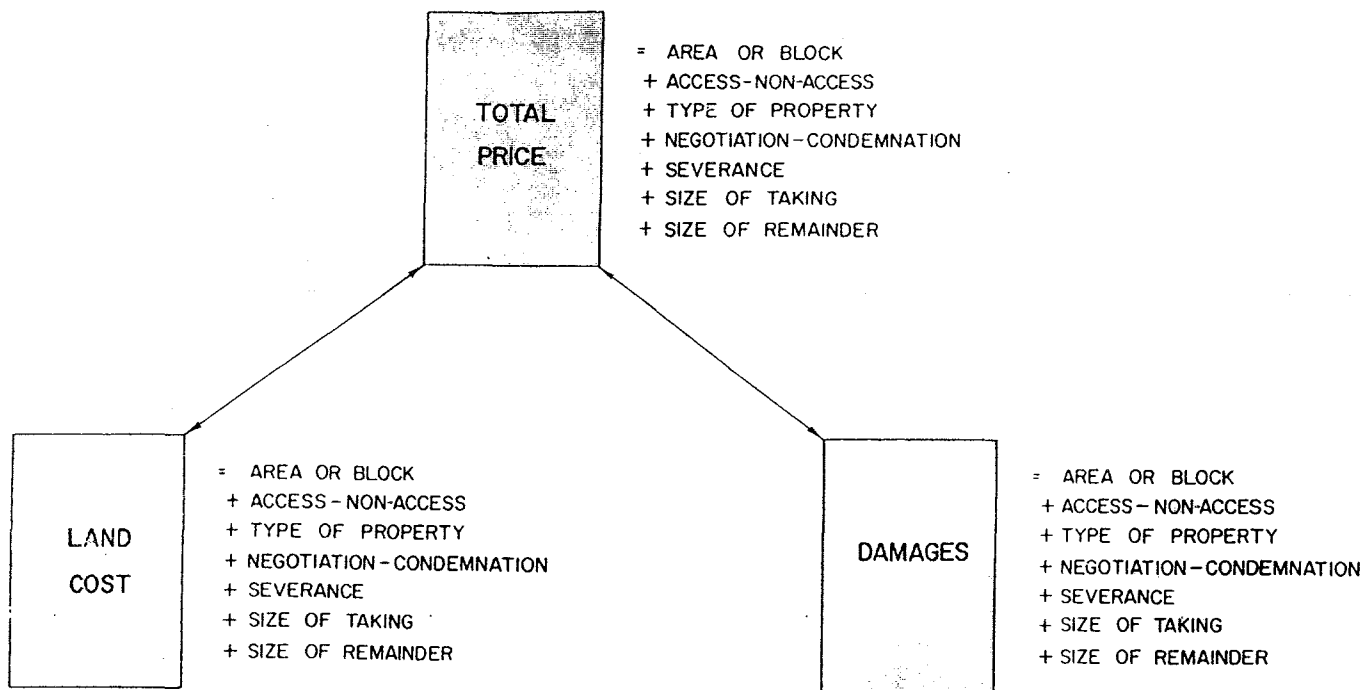 TOTAL
PRICE
= AREA OR BLOCK
+ ACCESS-NON-ACCESS
+ TYPE OF PROPERTY
+ NEGOTIATION-CONDEMNATION
+ SEVERANCE
+ SIZE OF TAKING
+ SIZE OF REMAINDER
LAND
COST
= AREA OR BLOCK
+ ACCESS-NON-ACCESS
+ TYPE OF PROPERTY
+ NEGOTIATION-CONDEMNATION
+ SEVERANCE
+ SIZE OF TAKING
+ SIZE OF REMAINDER
DAMAGES
= AREA OR BLOCK
+ ACCESS-NON-ACCESS
+ TYPE OF PROPERTY
+ NEGOTIATION-CONDEMNATION
+ SEVERANCE
+ SIZE OF TAKING
+ SIZE OF REMAINDER